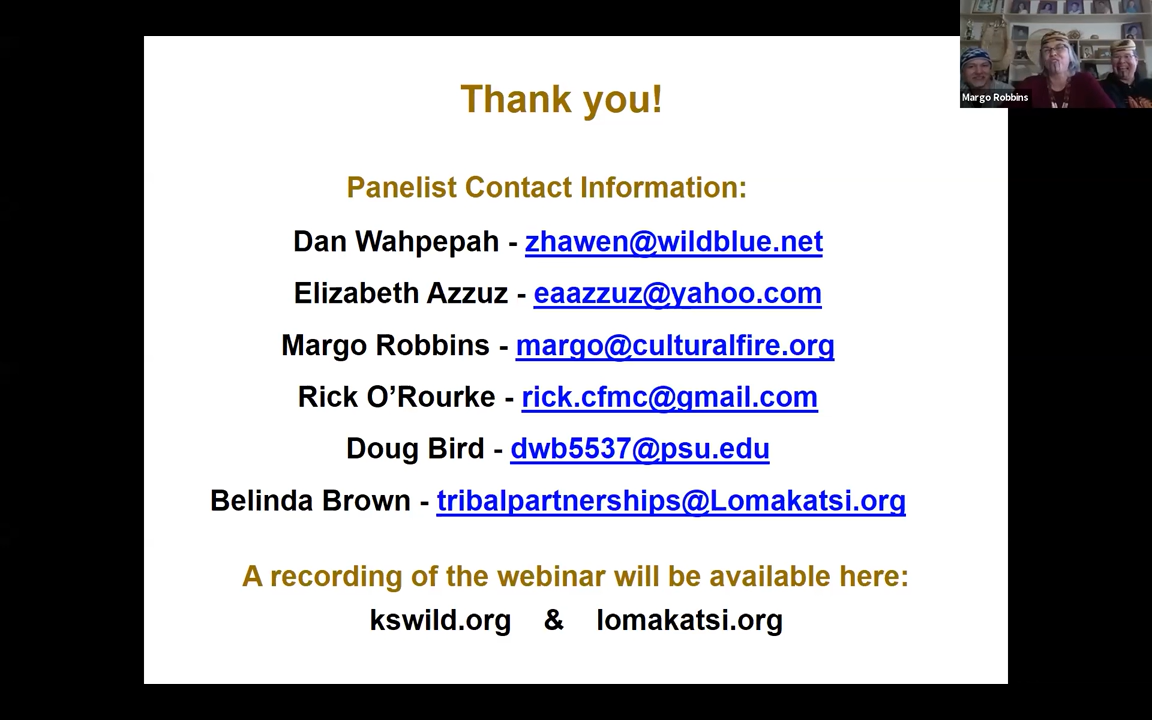 Thank you!
Margo Robbins
Panelist Contact Information:
Dan Wahpepah - zhawen@wildblue.net
Elizabeth Azzuz - eaazzuz@yahoo.com
Margo Robbins - margo@culturalfire.org
Rick O’Rourke - rick.cfmc@gmail.com
Doug Bird - dwb5537@psu.edu
Belinda Brown - tribalpartnerships@Lomakatsi.org
A recording of the webinar will be available here:
kswild.org & lomakatsi.org